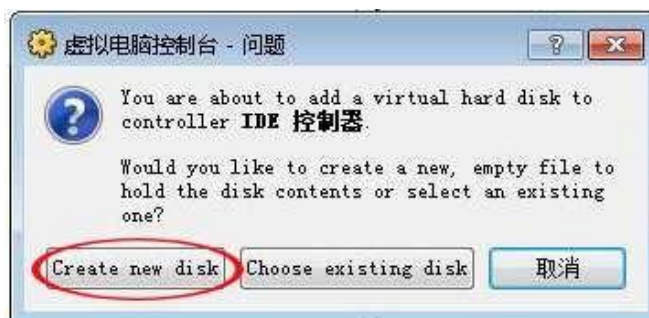 虚拟电脑控制台 - 问题
You are about to add a virtual hard disk to
controller IDE 控制器.
Would you like to create a new, empty file to
hold the disk contents or select an existing
one?
Create new disk Choose existing disk 取消